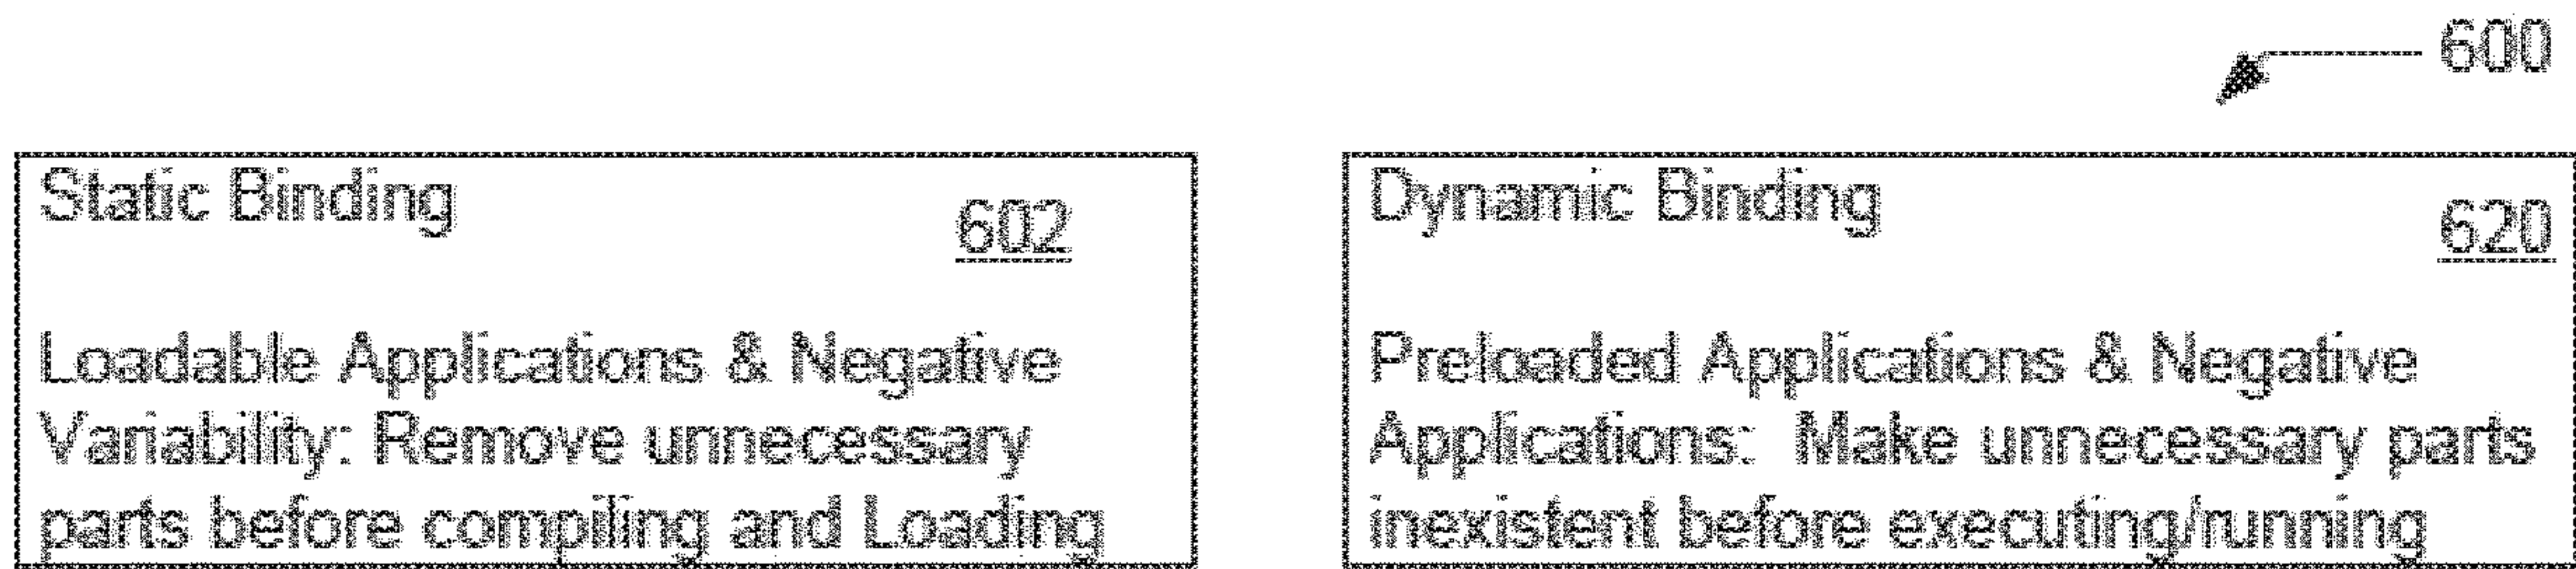 600
Static Binding
602
Loadable Applications & Negative
Variability: Remove unnecessary
parts before compiling and Loading
Dynamic Binding
620
Preloaded Applications & Negative
Applications: Make unnecessary parts
inexistent before executing/running